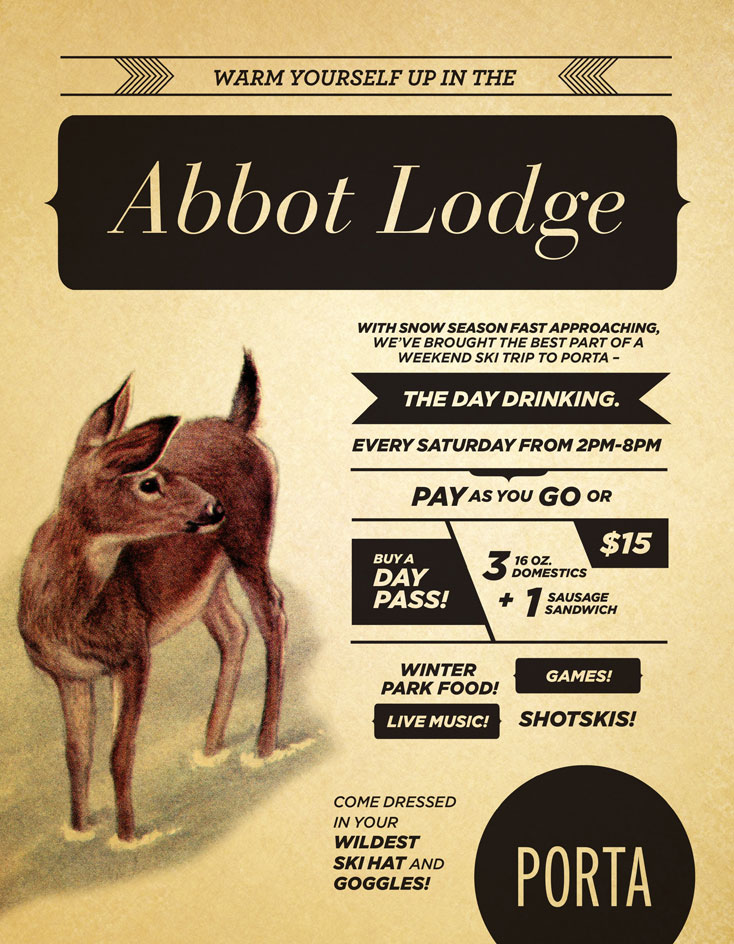 WARM YOURSELF UP IN THE
Abbot Lodge
WITH SNOW SEASON FAST APPROACHING,
WE'VE BROUGHT THE BEST PART OF A
WEEKEND SKI TRIP TO PORTA –
THE DAY DRINKING.
EVERY SATURDAY FROM 2PM-8PM
PAY AS YOU GO OR
BUY A
DAY
PASS!
3 16 OZ.
DOMESTICS
+ 1 SAUSAGE
SANDWICH
$15
WINTER
PARK FOOD!
GAMES!
LIVE MUSIC!
SHOTSKIS!
COME DRESSED
IN YOUR
WILDEST
SKI HAT AND
GOGGLES!
PORTA